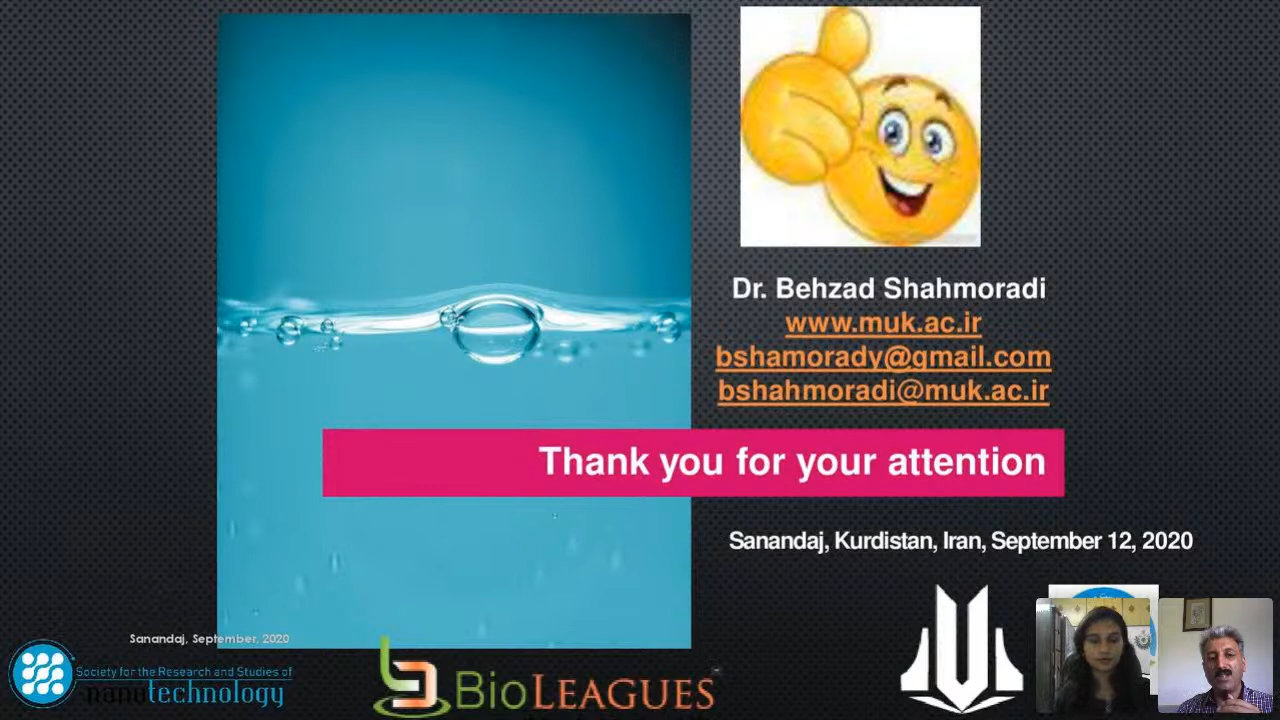 Dr. Behzad Shahmoradi
www.muk.ac.ir
bshamorady@gmail.com
bshahmoradi@muk.ac.ir
Thank you for your attention
Sanandaj, Kurdistan, Iran, September 12, 2020
Sanandaj, September, 2020
Society for the Research and Studies of
nanotechnology
BioLEAGUES